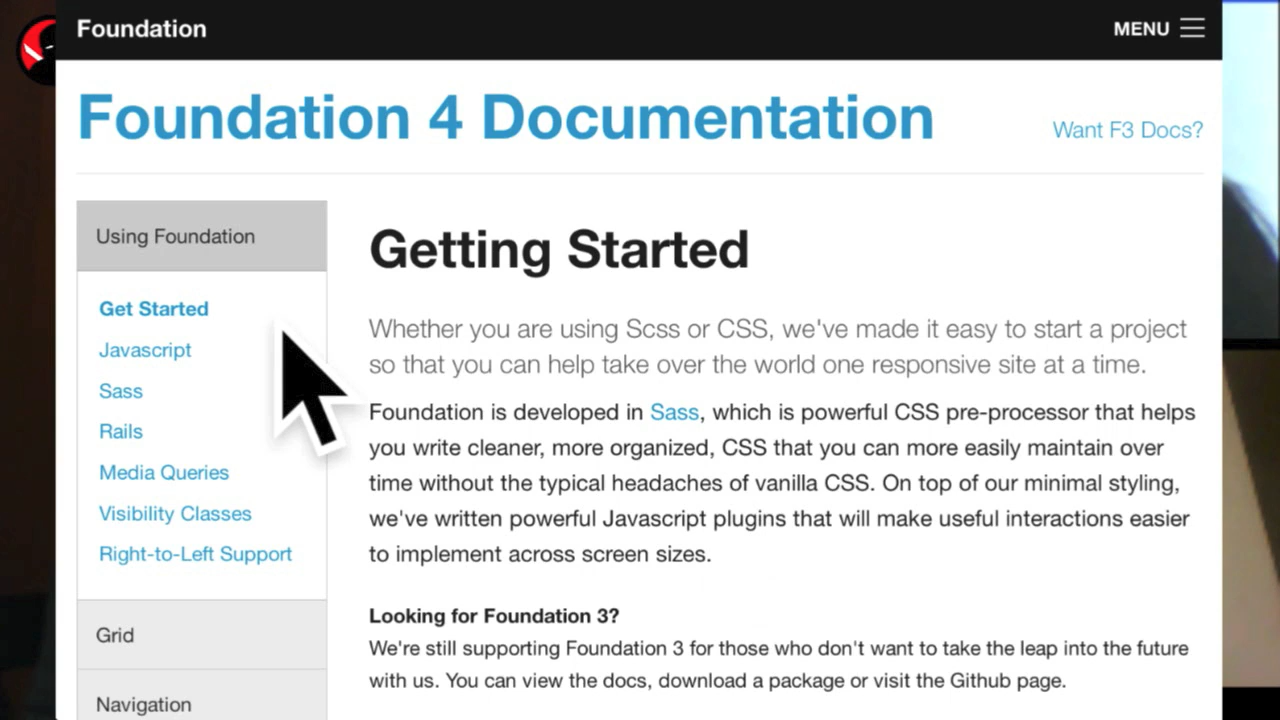 Foundation
MENU
Foundation 4 Documentation
Want F3 Docs?
Using Foundation
Get Started
Javascript
Sass
Rails
Media Queries
Visibility Classes
Right-to-Left Support
Grid
Navigation
Getting Started
Whether you are using Scss or CSS, we've made it easy to start a project
so that you can help take over the world one responsive site at a time.
Foundation is developed in Sass, which is powerful CSS pre-processor that helps
you write cleaner, more organized, CSS that you can more easily maintain over
time without the typical headaches of vanilla CSS. On top of our minimal styling,
we've written powerful Javascript plugins that will make useful interactions easier
to implement across screen sizes.
Looking for Foundation 3?
We're still supporting Foundation 3 for those who don't want to take the leap into the future
with us. You can view the docs, download a package or visit the Github page.